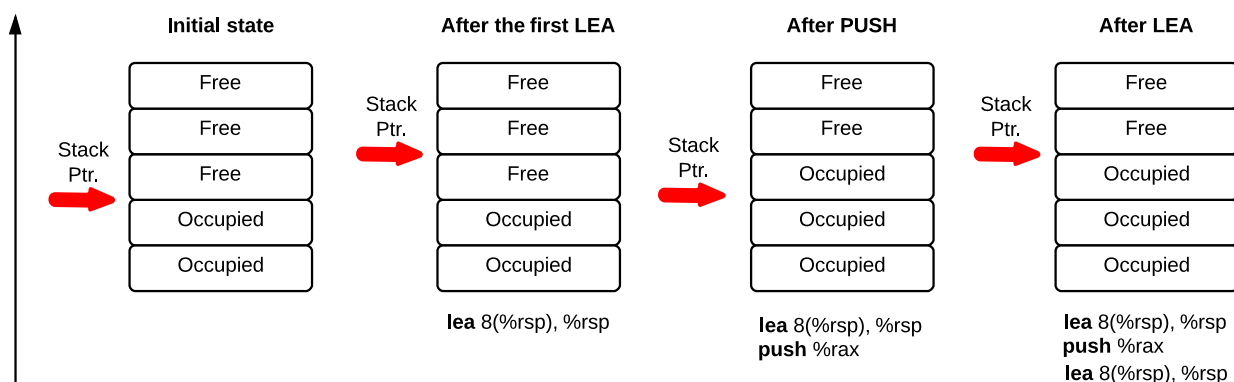 Initial state
Free
Free
Free
Occupied
Occupied
Stack
Ptr.
After the first LEA
Free
Free
Free
Occupied
Occupied
Stack
Ptr.
lea 8(%rsp), %rsp
After PUSH
Free
Free
Occupied
Occupied
Occupied
Stack
Ptr.
lea 8(%rsp), %rsp
push %rax
After LEA
Free
Free
Occupied
Occupied
Occupied
Stack
Ptr.
lea 8(%rsp), %rsp
push %rax
lea 8(%rsp), %rsp